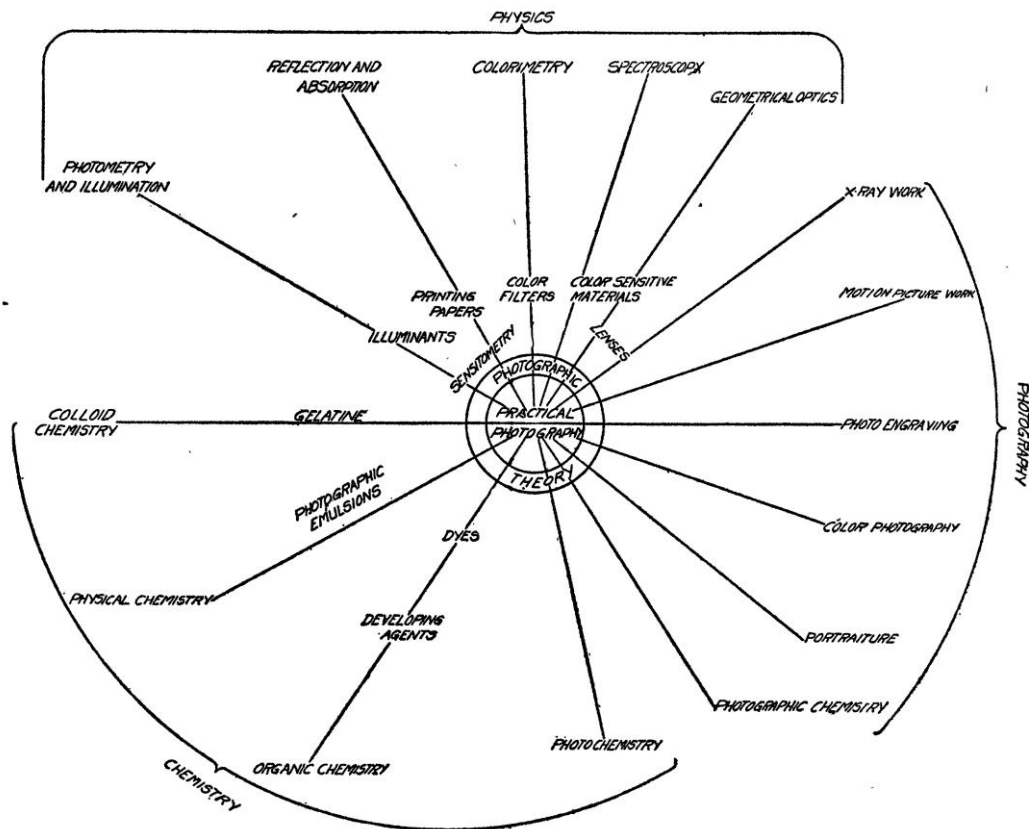 PHYSICS
REFLECTION AND
ABSORPTION
COLORIMETRY
SPECTROSCOPY
GEOMETRICAL OPTICS
PHOTOMETRY
AND ILLUMINATION
X-RAY WORK
MOTION PICTURE WORK
PHOTO ENGRAVING
COLOR PHOTOGRAPHY
PORTRAITURE
PHOTOGRAPHIC CHEMISTRY
PHOTOGRAPHY
PRINTING
PAPERS
COLOR
FILTERS
COLOR SENSITIVE
MATERIALS
ILLUMINANTS
SENSITOMETRY
LENSES
PHOTOGRAPHIC
THEORY
PRACTICAL
PHOTOGRAPHY
COLLOID
CHEMISTRY
GELATINE
PHOTOGRAPHIC
EMULSIONS
PHYSICAL CHEMISTRY
DYES
DEVELOPING
AGENTS
ORGANIC CHEMISTRY
PHOTOCHEMISTRY
CHEMISTRY